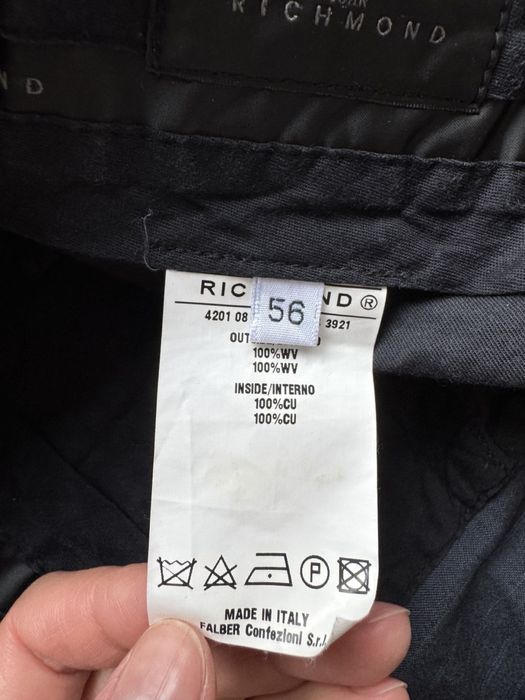 RICHMOND
N D
RIC ND®
56
4201 08 3921
OUT
100%WV
100%WV
INSIDE/INTERNO
100%CU
100%CU
P
MADE IN ITALY
FALBER Confezioni S.r.l.